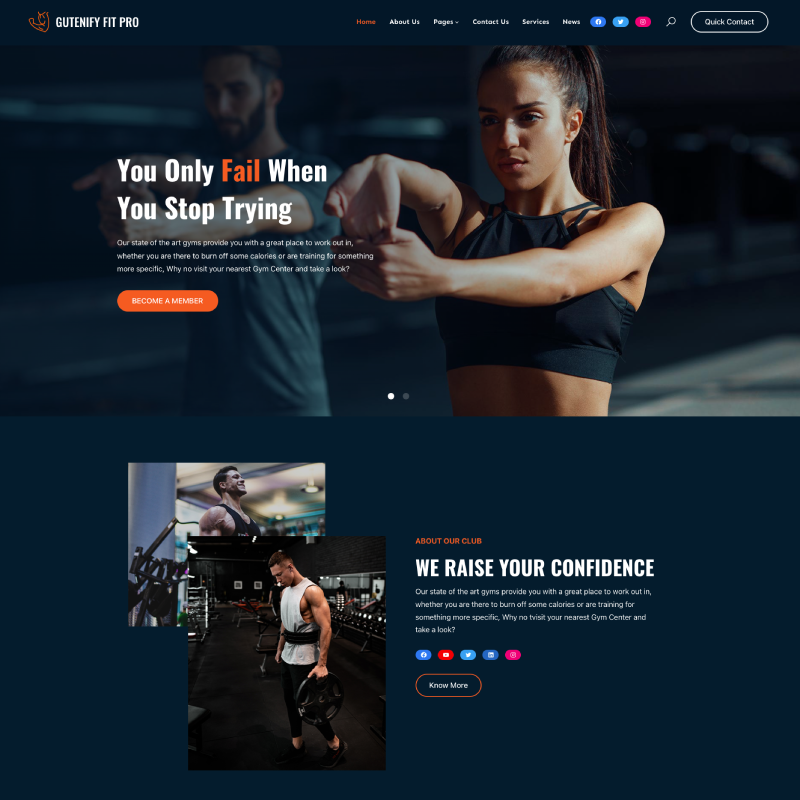 GUTENIFY FIT PRO
Home About Us Pages Contact Us Services News Quick Contact
You Only Fail When
You Stop Trying
Our state of the art gyms provide you with a great place to work out in,
whether you are there to burn off some calories or are training for something
more specific, Why no visit your nearest Gym Center and take a look?
BECOME A MEMBER
ABOUT OUR CLUB
WE RAISE YOUR CONFIDENCE
Our state of the art gyms provide you with a great place to work out in,
whether you are there to burn off some calories or are training for
something more specific, Why no tvisit your nearest Gym Center and
take a look?
Know More